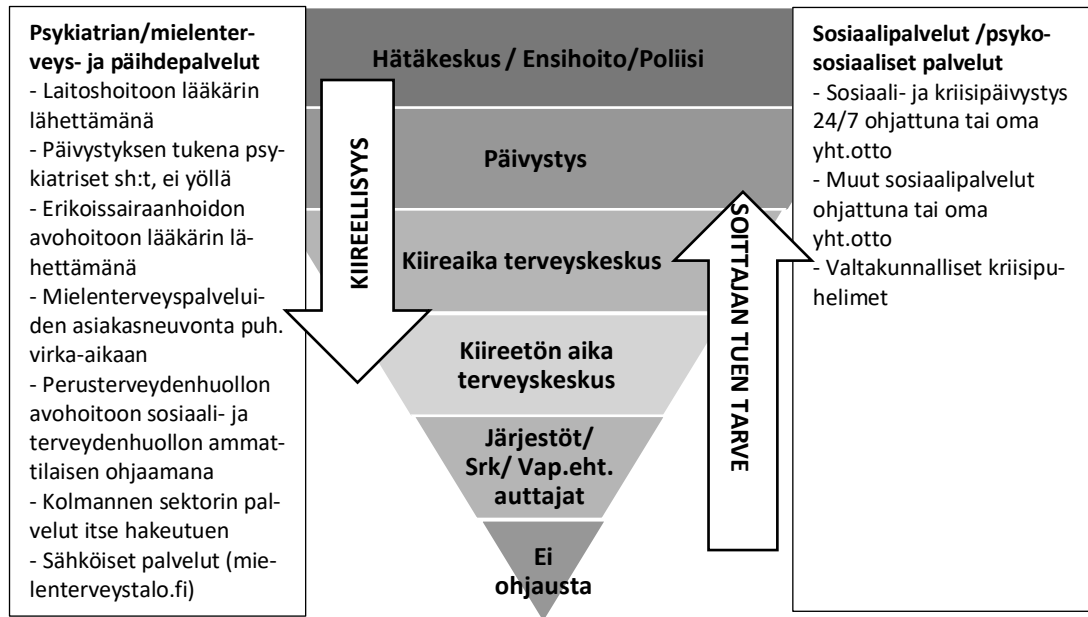 Psykiatrian/mielenter-
veys- ja päihdepalvelut
- Laitoshoitoon lääkärin
lähettämänä
- Päivystyksen tukena psy-
kiatriset sh:t, ei yöllä
- Erikoissairaanhoidon
avohoitoon lääkärin lä-
hettämänä
- Mielenterveyspalvelui-
den asiakasneuvonta puh.
virka-aikaan
- Perusterveydenhuollon
avohoitoon sosiaali- ja
terveydenhuollon ammat-
tilaisen ohjaamana
- Kolmannen sektorin pal-
velut itse hakeutuen
- Sähköiset palvelut (mie-
lenterveystalo.fi)
KIIREELLISYYS
Hätäkeskus / Ensihoito/Poliisi
Päivystys
Kiireaika terveyskeskus
Kiireetön aika
terveyskeskus
Järjestöt/
Srk/ Vap.eht.
auttajat
Ei
ohjausta
SOITTAJAN TUEN TARVE
Sosiaalipalvelut /psyko-
sosiaaliset palvelut
- Sosiaali- ja kriisipäivystys
24/7 ohjattuna tai oma
yht.otto
- Muut sosiaalipalvelut
ohjattuna tai oma
yht.otto
- Valtakunnalliset kriisipu-
helimet